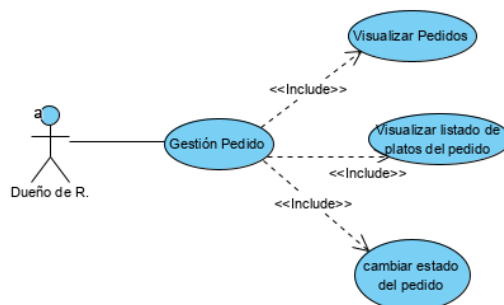 Visualizar Pedidos
<<Include>>
a
Gestión Pedido
Visualizar listado de
platos del pedido
<<Include>>
Dueño de R.
<<Include>>
cambiar estado
del pedido